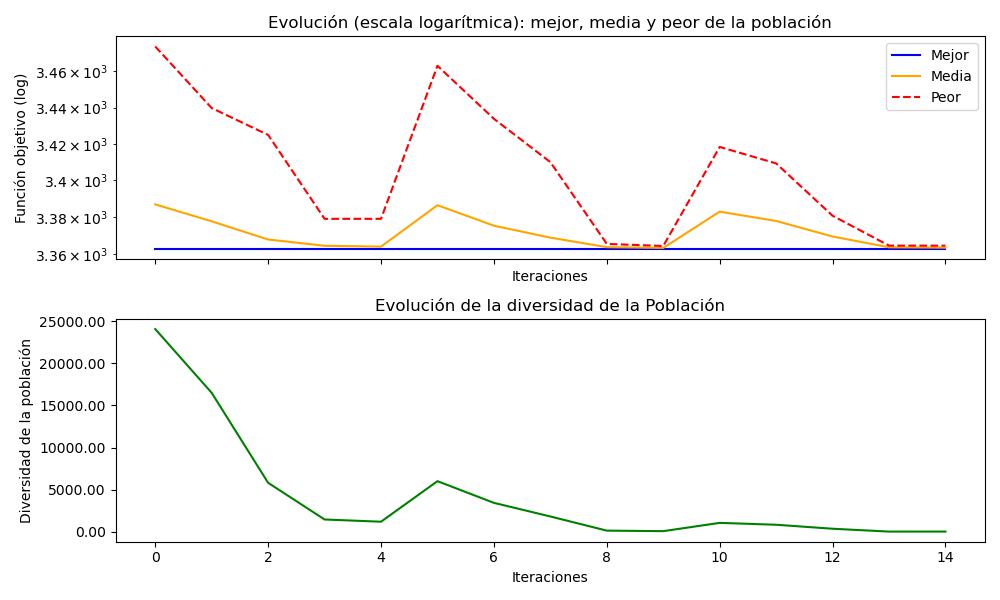 Evolución (escala logarítmica): mejor, media y peor de la población
Función objetivo (log)
3.46 × 10³
3.44 × 10³
3.42 × 10³
3.4 × 10³
3.38 × 10³
3.36 × 10³
Mejor
Media
Peor
Iteraciones
Evolución de la diversidad de la Población
Diversidad de la población
25000.00
20000.00
15000.00
10000.00
5000.00
0.00
0 2 4 6 8 10 12 14
Iteraciones